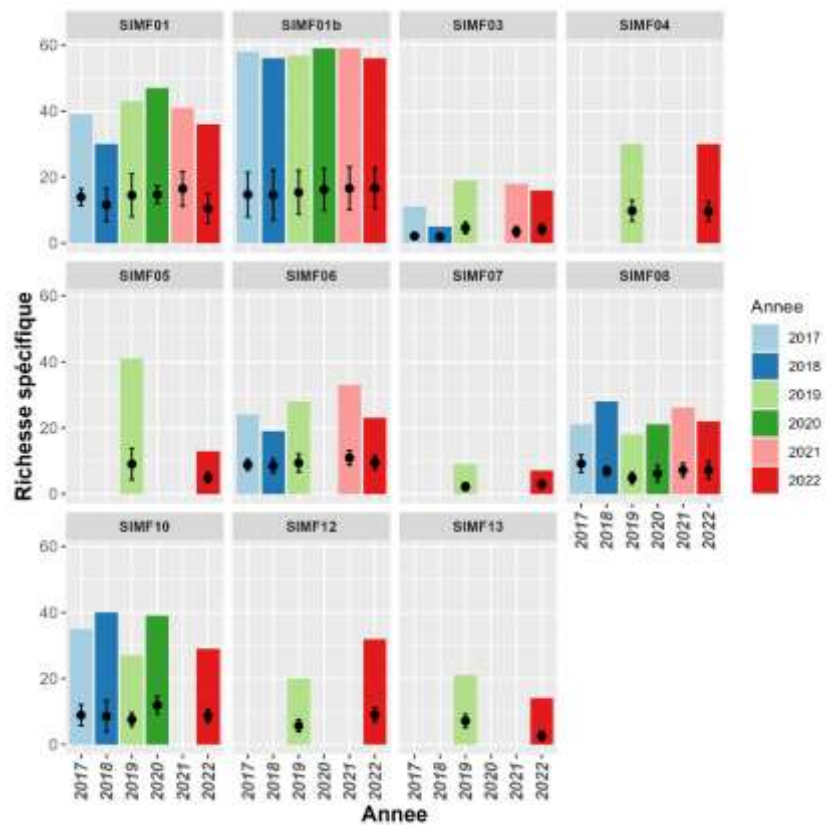 SIMF01 SIMF01b SIMF03 SIMF04
60
40
20
0
SIMF05 SIMF06 SIMF07 SIMF08
60
40
20
0
2017 2018 2019 2020 2021 2022
SIMF10 SIMF12 SIMF13
60
40
20
0
2017 2018 2019 2020 2021 2022 2017 2018 2019 2020 2021 2022 2017 2018 2019 2020 2021 2022
Richesse spécifique
Annee
Annee
2017
2018
2019
2020
2021
2022